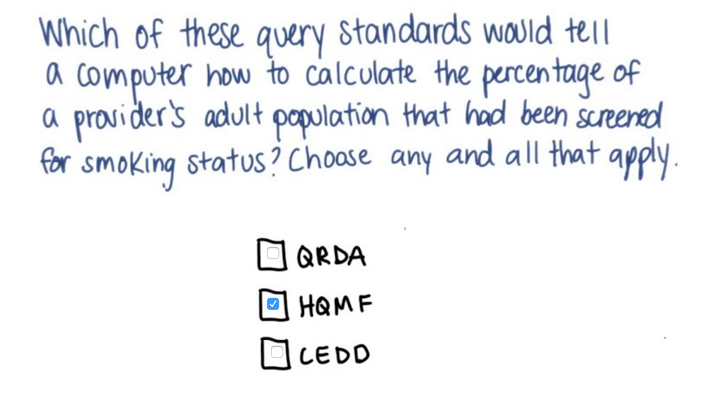 Which of these query standards would tell
a computer how to calculate the percentage of
a provider's adult population that had been screened
for smoking status? Choose any and all that apply.
QRDA
HQMF
CEDD